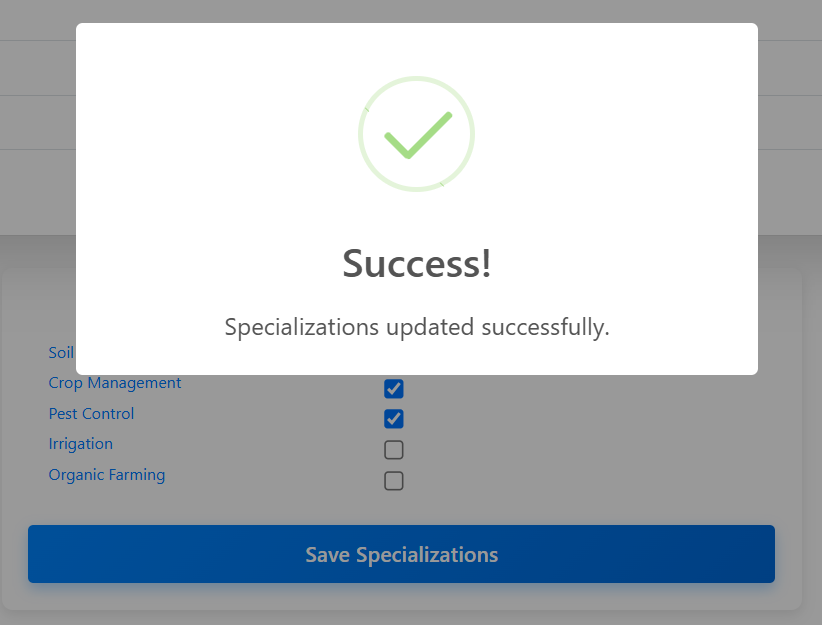 Success!
Specializations updated successfully.
Soil
Crop Management
Pest Control
Irrigation
Organic Farming
Save Specializations